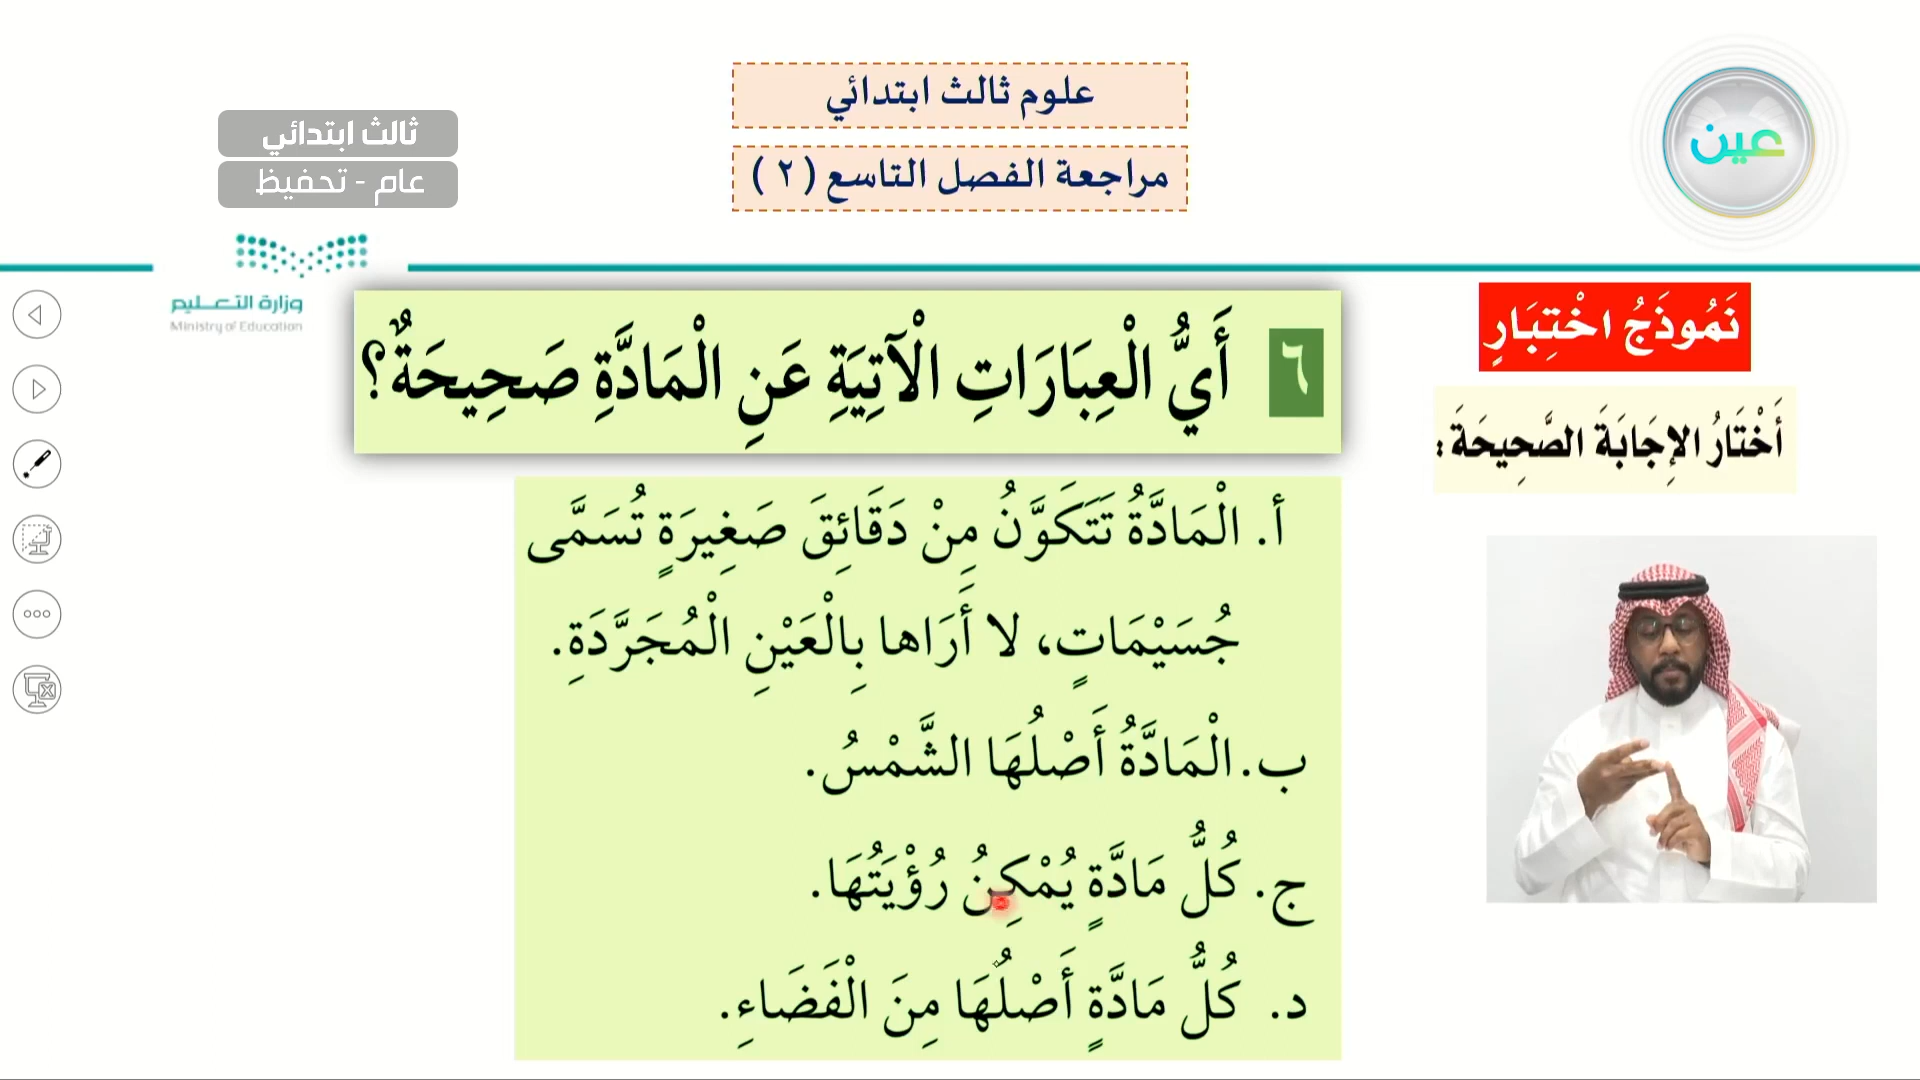 علوم ثالث ابتدائي
مراجعة الفصل التاسع ( ٢ )
عين
ثالث ابتدائي
عام - تحفيظ
وزارة التعليم
Ministry of Education
نَمُوذَجُ اخْتِبَارٍ
أَخْتَارُ الإِجَابَةَ الصَّحِيحَةَ :
٦ أَيُّ الْعِبَارَاتِ الْآتِيَةِ عَنِ الْمَادَّةِ صَحِيحَةٌ؟
أ. الْمَادَّةُ تَتَكَوَّنُ مِنْ دَقَائِقَ صَغِيرَةٍ تُسَمَّى
جُسَيْمَاتٍ، لا أَرَاها بِالْعَيْنِ الْمُجَرَّدَةِ.
ب. الْمَادَّةُ أَصْلُهَا الشَّمْسُ.
ج. كُلُّ مَادَّةٍ يُمْكِنُ رُؤْيَتُهَا.
د. كُلُّ مَادَّةٍ أَصْلُهَا مِنَ الْفَضَاءِ.